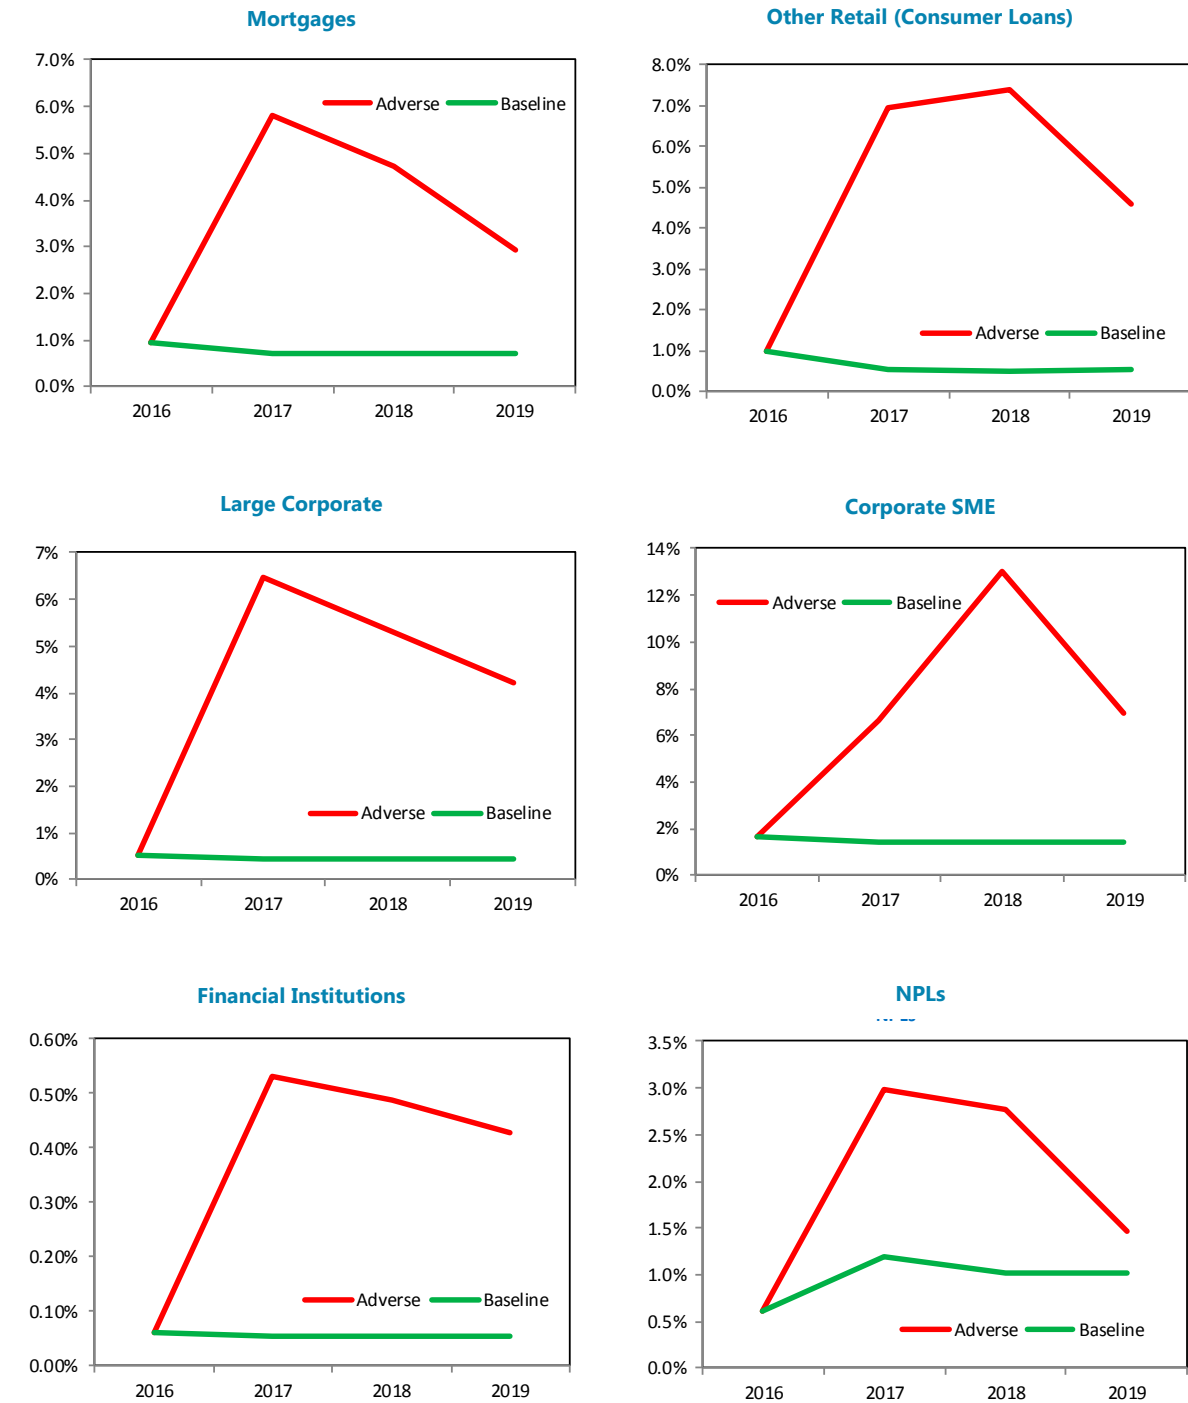 Mortgages
7.0%
6.0%
5.0%
4.0%
3.0%
2.0%
1.0%
0.0%
Adverse Baseline
2016 2017 2018 2019
Other Retail (Consumer Loans)
8.0%
7.0%
6.0%
5.0%
4.0%
3.0%
2.0%
1.0%
0.0%
Adverse Baseline
2016 2017 2018 2019
Large Corporate
7%
6%
5%
4%
3%
2%
1%
0%
Adverse Baseline
2016 2017 2018 2019
Corporate SME
14%
12%
10%
8%
6%
4%
2%
0%
Adverse Baseline
2016 2017 2018 2019
Financial Institutions
0.60%
0.50%
0.40%
0.30%
0.20%
0.10%
0.00%
Adverse Baseline
2016 2017 2018 2019
NPLs
NPLs
3.5%
3.0%
2.5%
2.0%
1.5%
1.0%
0.5%
0.0%
Adverse Baseline
2016 2017 2018 2019